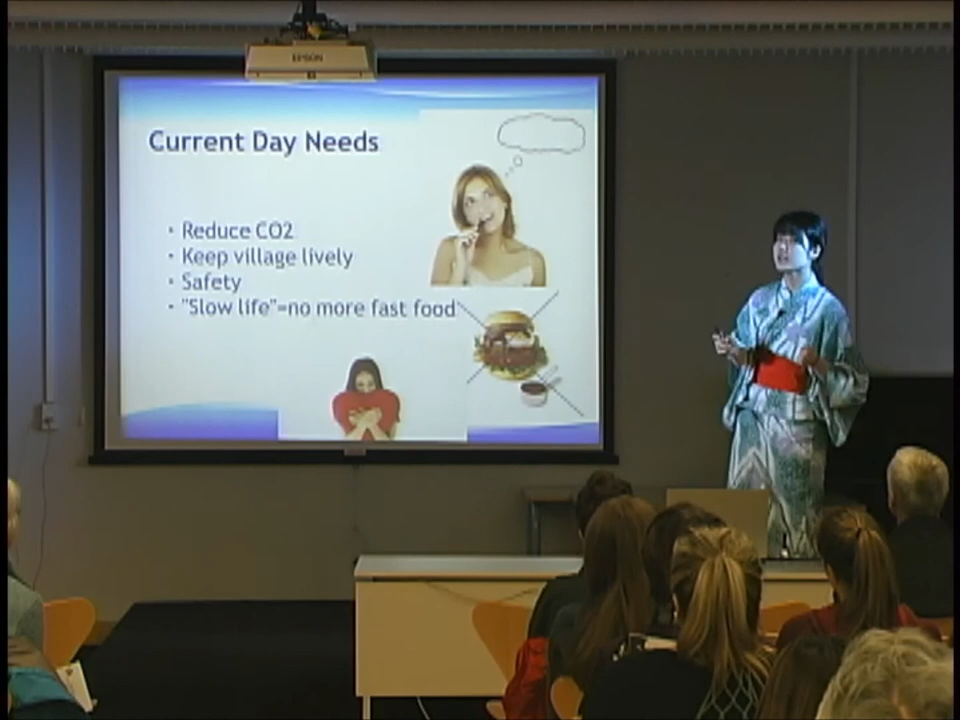 EPSON
Current Day Needs
• Reduce CO2
• Keep village lively
• Safety
• "Slow life"=no more fast food